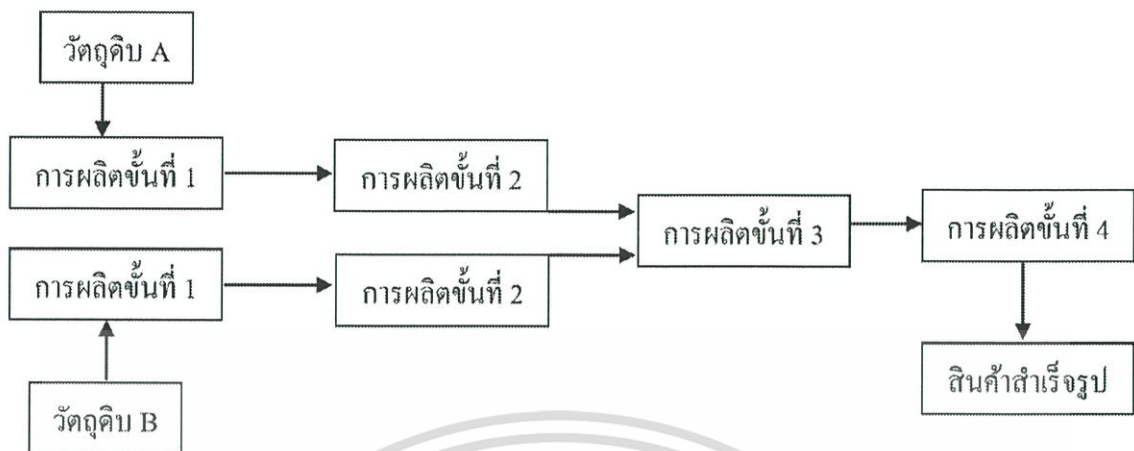 วัตถุดิบ A
การผลิตขั้นที่ 1
การผลิตขั้นที่ 2
การผลิตขั้นที่ 3
การผลิตขั้นที่ 4
การผลิตขั้นที่ 1
การผลิตขั้นที่ 2
สินค้าสำเร็จรูป
วัตถุดิบ B